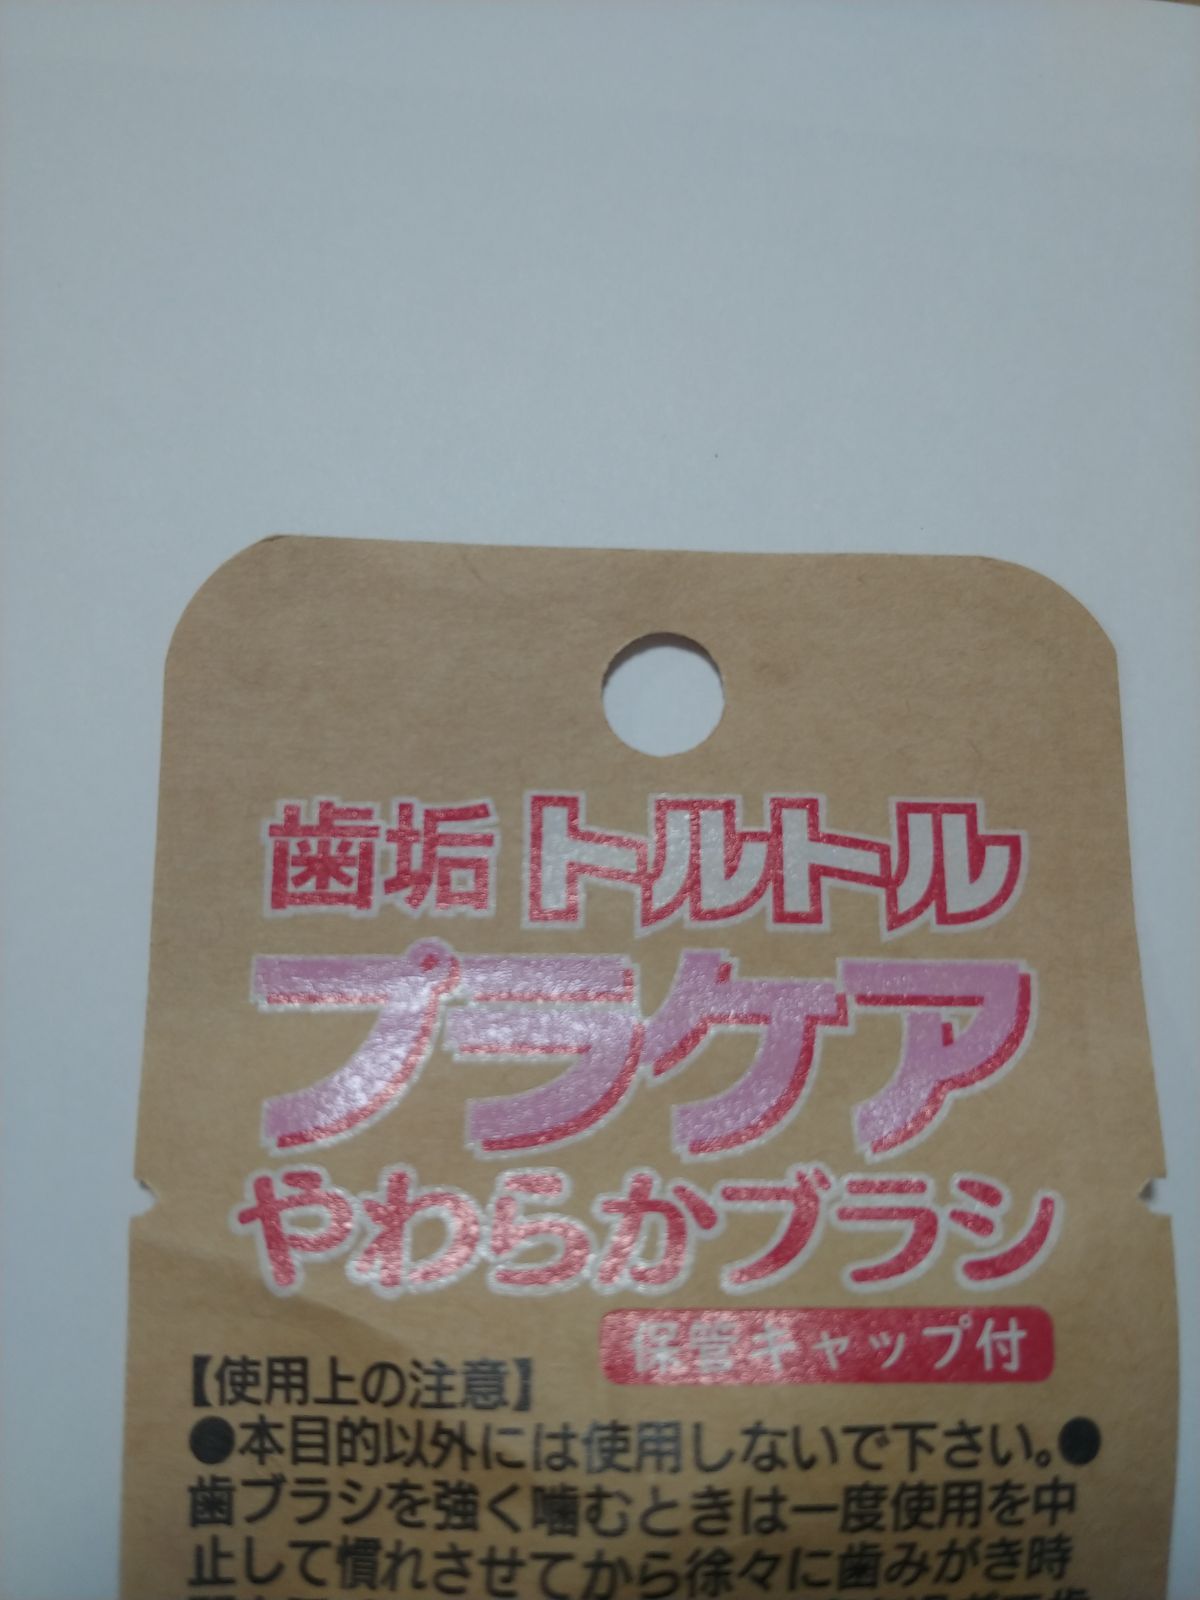 歯垢トルトル
プラケア
やわらかブラシ
保管キャップ付
【使用上の注意】
●本目的以外には使用しないで下さい。●
歯ブラシを強く噛むときは一度使用を中
止して慣れさせてから徐々に歯みがき時